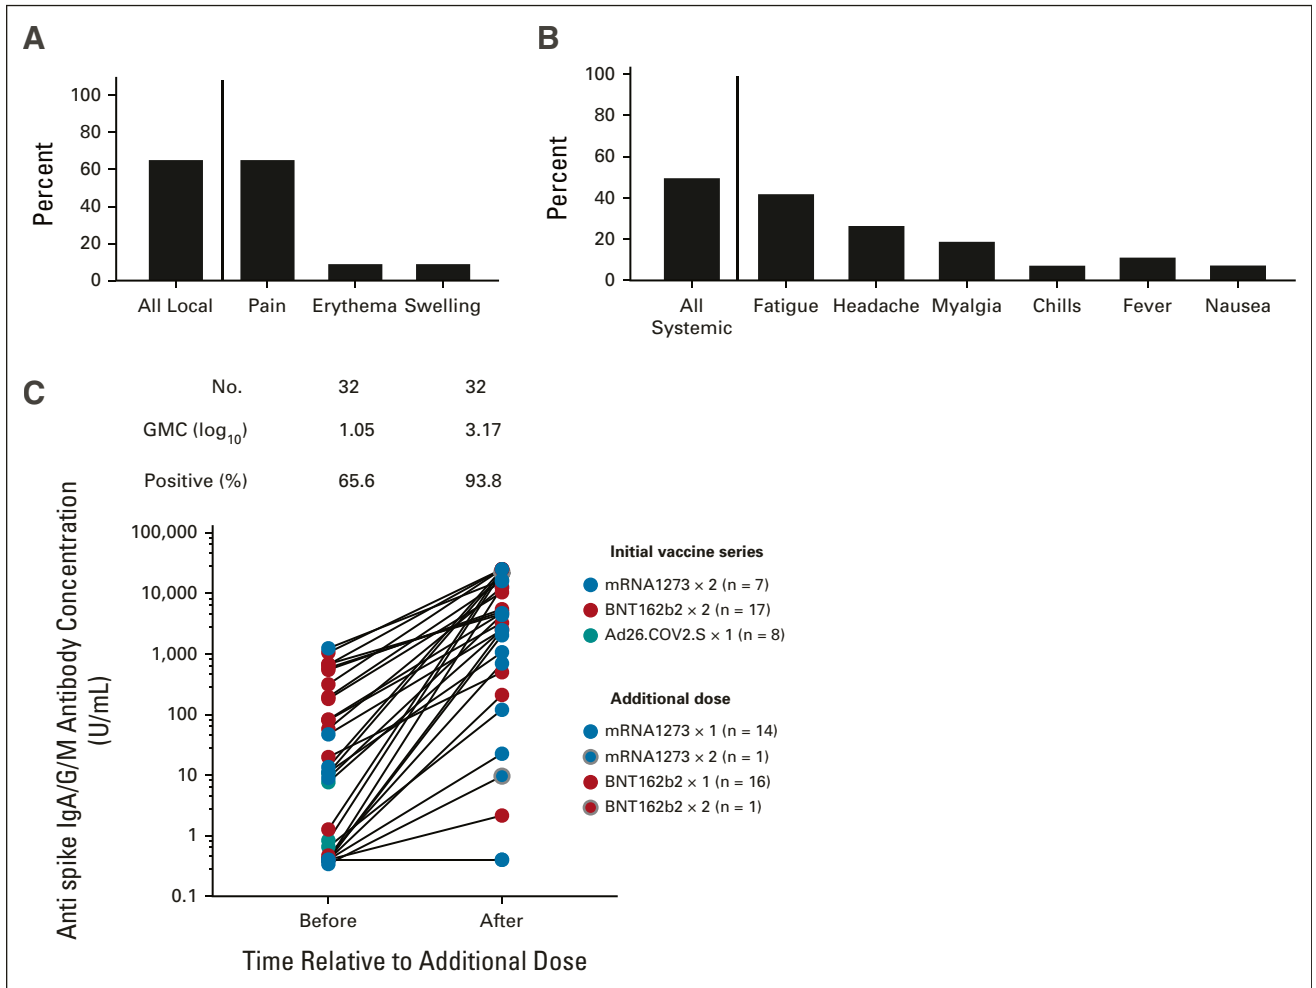 A
Percent
100
80
60
40
20
0
All Local
Pain
Erythema
Swelling
B
Percent
100
80
60
40
20
0
All
Systemic
Fatigue
Headache
Myalgia
Chills
Fever
Nausea
C
No. 32 32
GMC (log10) 1.05 3.17
Positive (%) 65.6 93.8
Anti spike IgA/G/M Antibody Concentration
(U/mL)
100,000
10,000
1,000
100
10
1
0.1
Before
After
Time Relative to Additional Dose
Initial vaccine series
mRNA1273 × 2 (n = 7)
BNT162b2 × 2 (n = 17)
Ad26.COV2.S × 1 (n = 8)
Additional dose
mRNA1273 × 1 (n = 14)
mRNA1273 × 2 (n = 1)
BNT162b2 × 1 (n = 16)
BNT162b2 × 2 (n = 1)